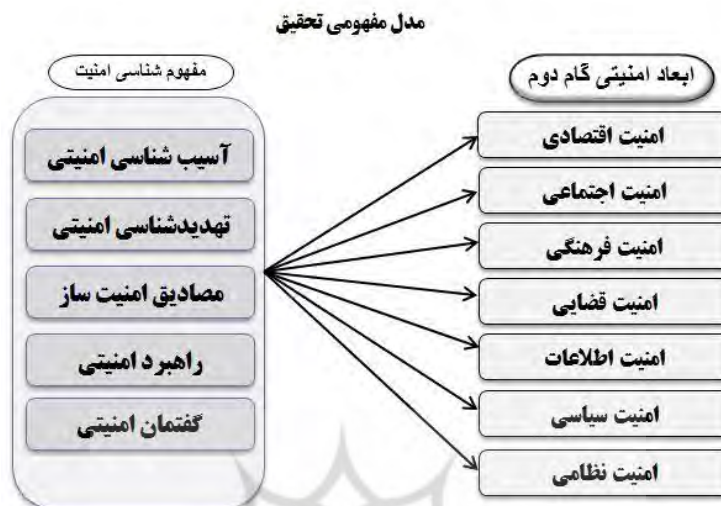 مدل مفهومی تحقیق
ابعاد امنیتی گام دوم
امنیت اقتصادی
امنیت اجتماعی
امنیت فرهنگی
امنیت قضایی
امنیت اطلاعات
امنیت سیاسی
امنیت نظامی
مفهوم شناسی امنیت
آسیب شناسی امنیتی
تهدیدشناسی امنیتی
مصادیق امنیت ساز
راهبرد امنیتی
گفتمان امنیتی